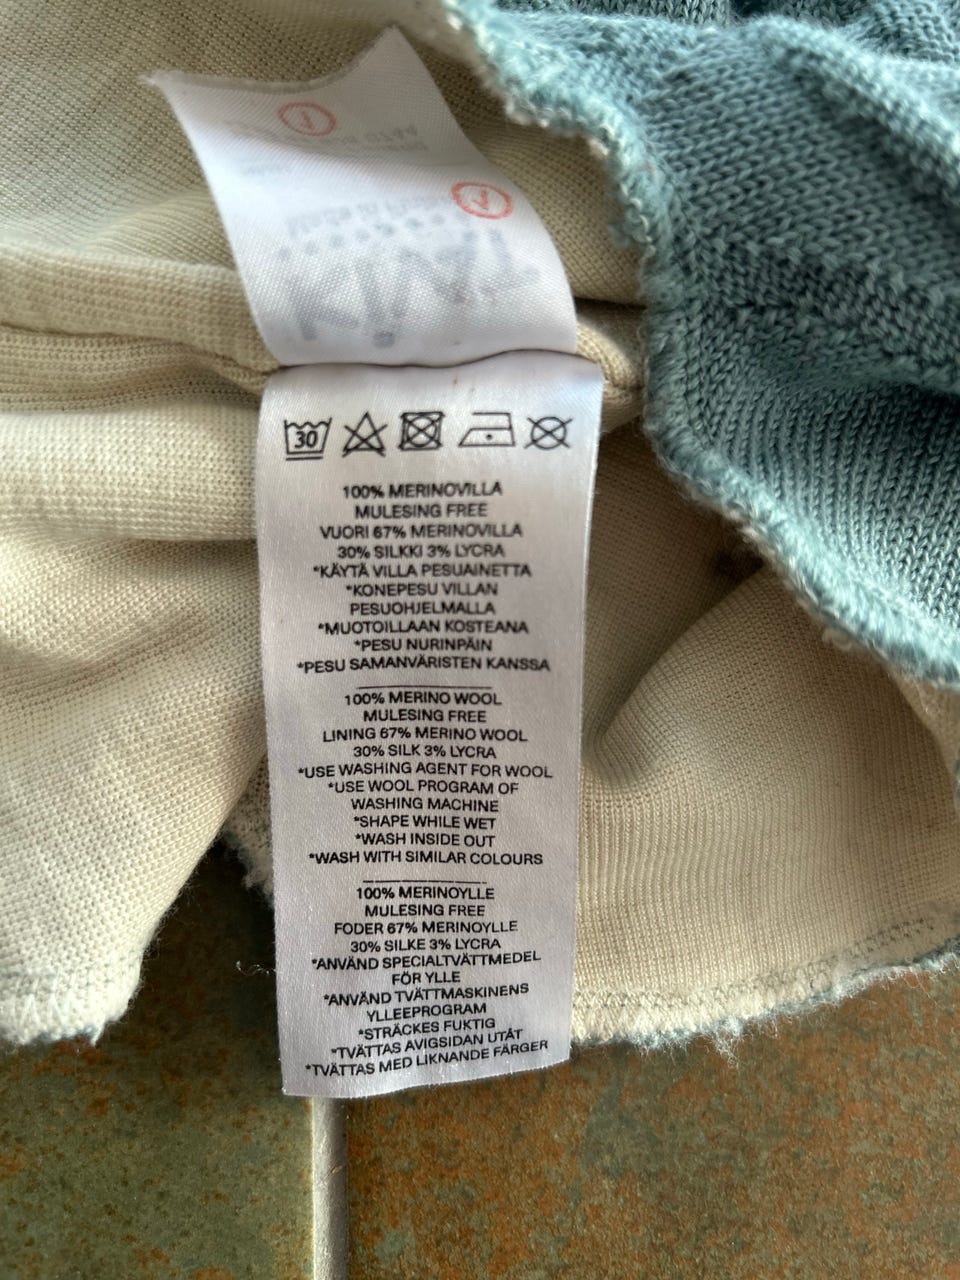 30
100% MERINOVILLA
MULESING FREE
VUORI 67% MERINOVILLA
30% SILKKI 3% LYCRA
*KÄYTÄ VILLA PESUAINETTA
*KONEPESU VILLAN
PESUOHJELMALLA
*MUOTOILLAAN KOSTEANA
*PESU NURINPÄIN
*PESU SAMANVÄRISTEN KANSSA
100% MERINO WOOL
MULESING FREE
LINING 67% MERINO WOOL
30% SILK 3% LYCRA
*USE WASHING AGENT FOR WOOL
*USE WOOL PROGRAM OF
WASHING MACHINE
*SHAPE WHILE WET
*WASH INSIDE OUT
*WASH WITH SIMILAR COLOURS
100% MERINOYLLE
MULESING FREE
FODER 67% MERINOYLLE
30% SILKE 3% LYCRA
*ANVÄND SPECIALTVÄTTMEDEL
FÖR YLLE
*ANVÄND TVÄTTMASKINENS
YLLEEPROGRAM
*STRÄCKES FUKTIG
*TVÄTTAS AVIGSIDAN UTÅT
*TVÄTTAS MED LIKNANDE FÄRGER